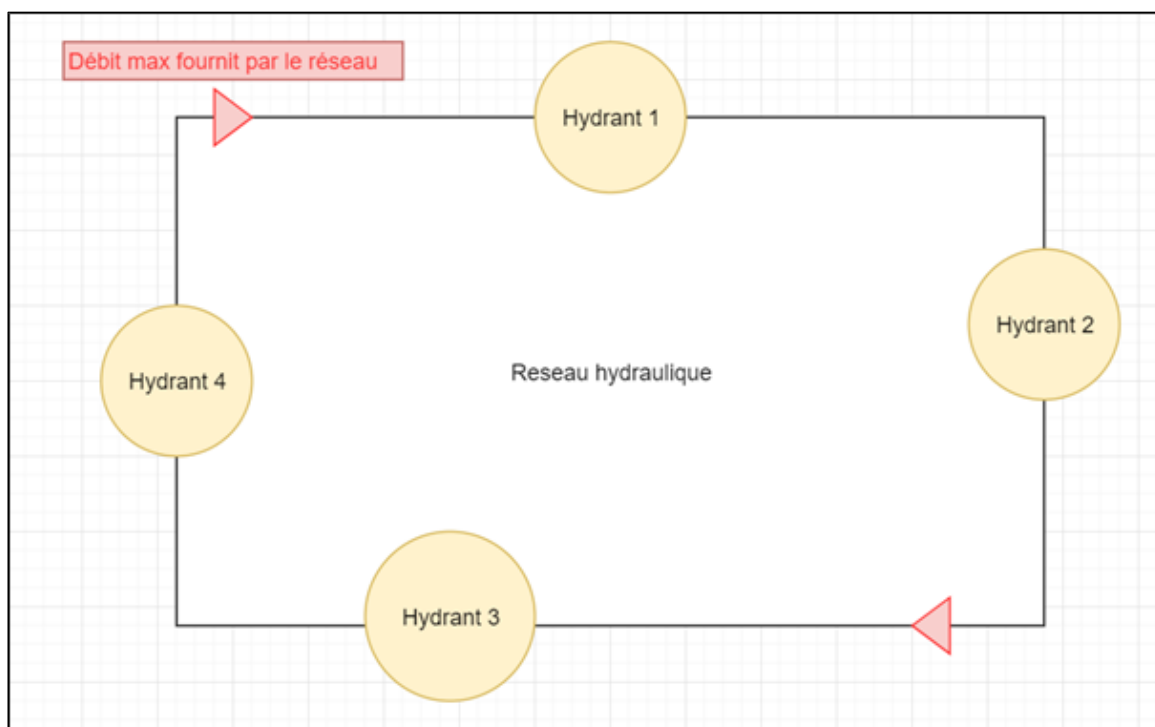 Débit max fournit par le réseau
Hydrant 1
Hydrant 2
Reseau hydraulique
Hydrant 4
Hydrant 3